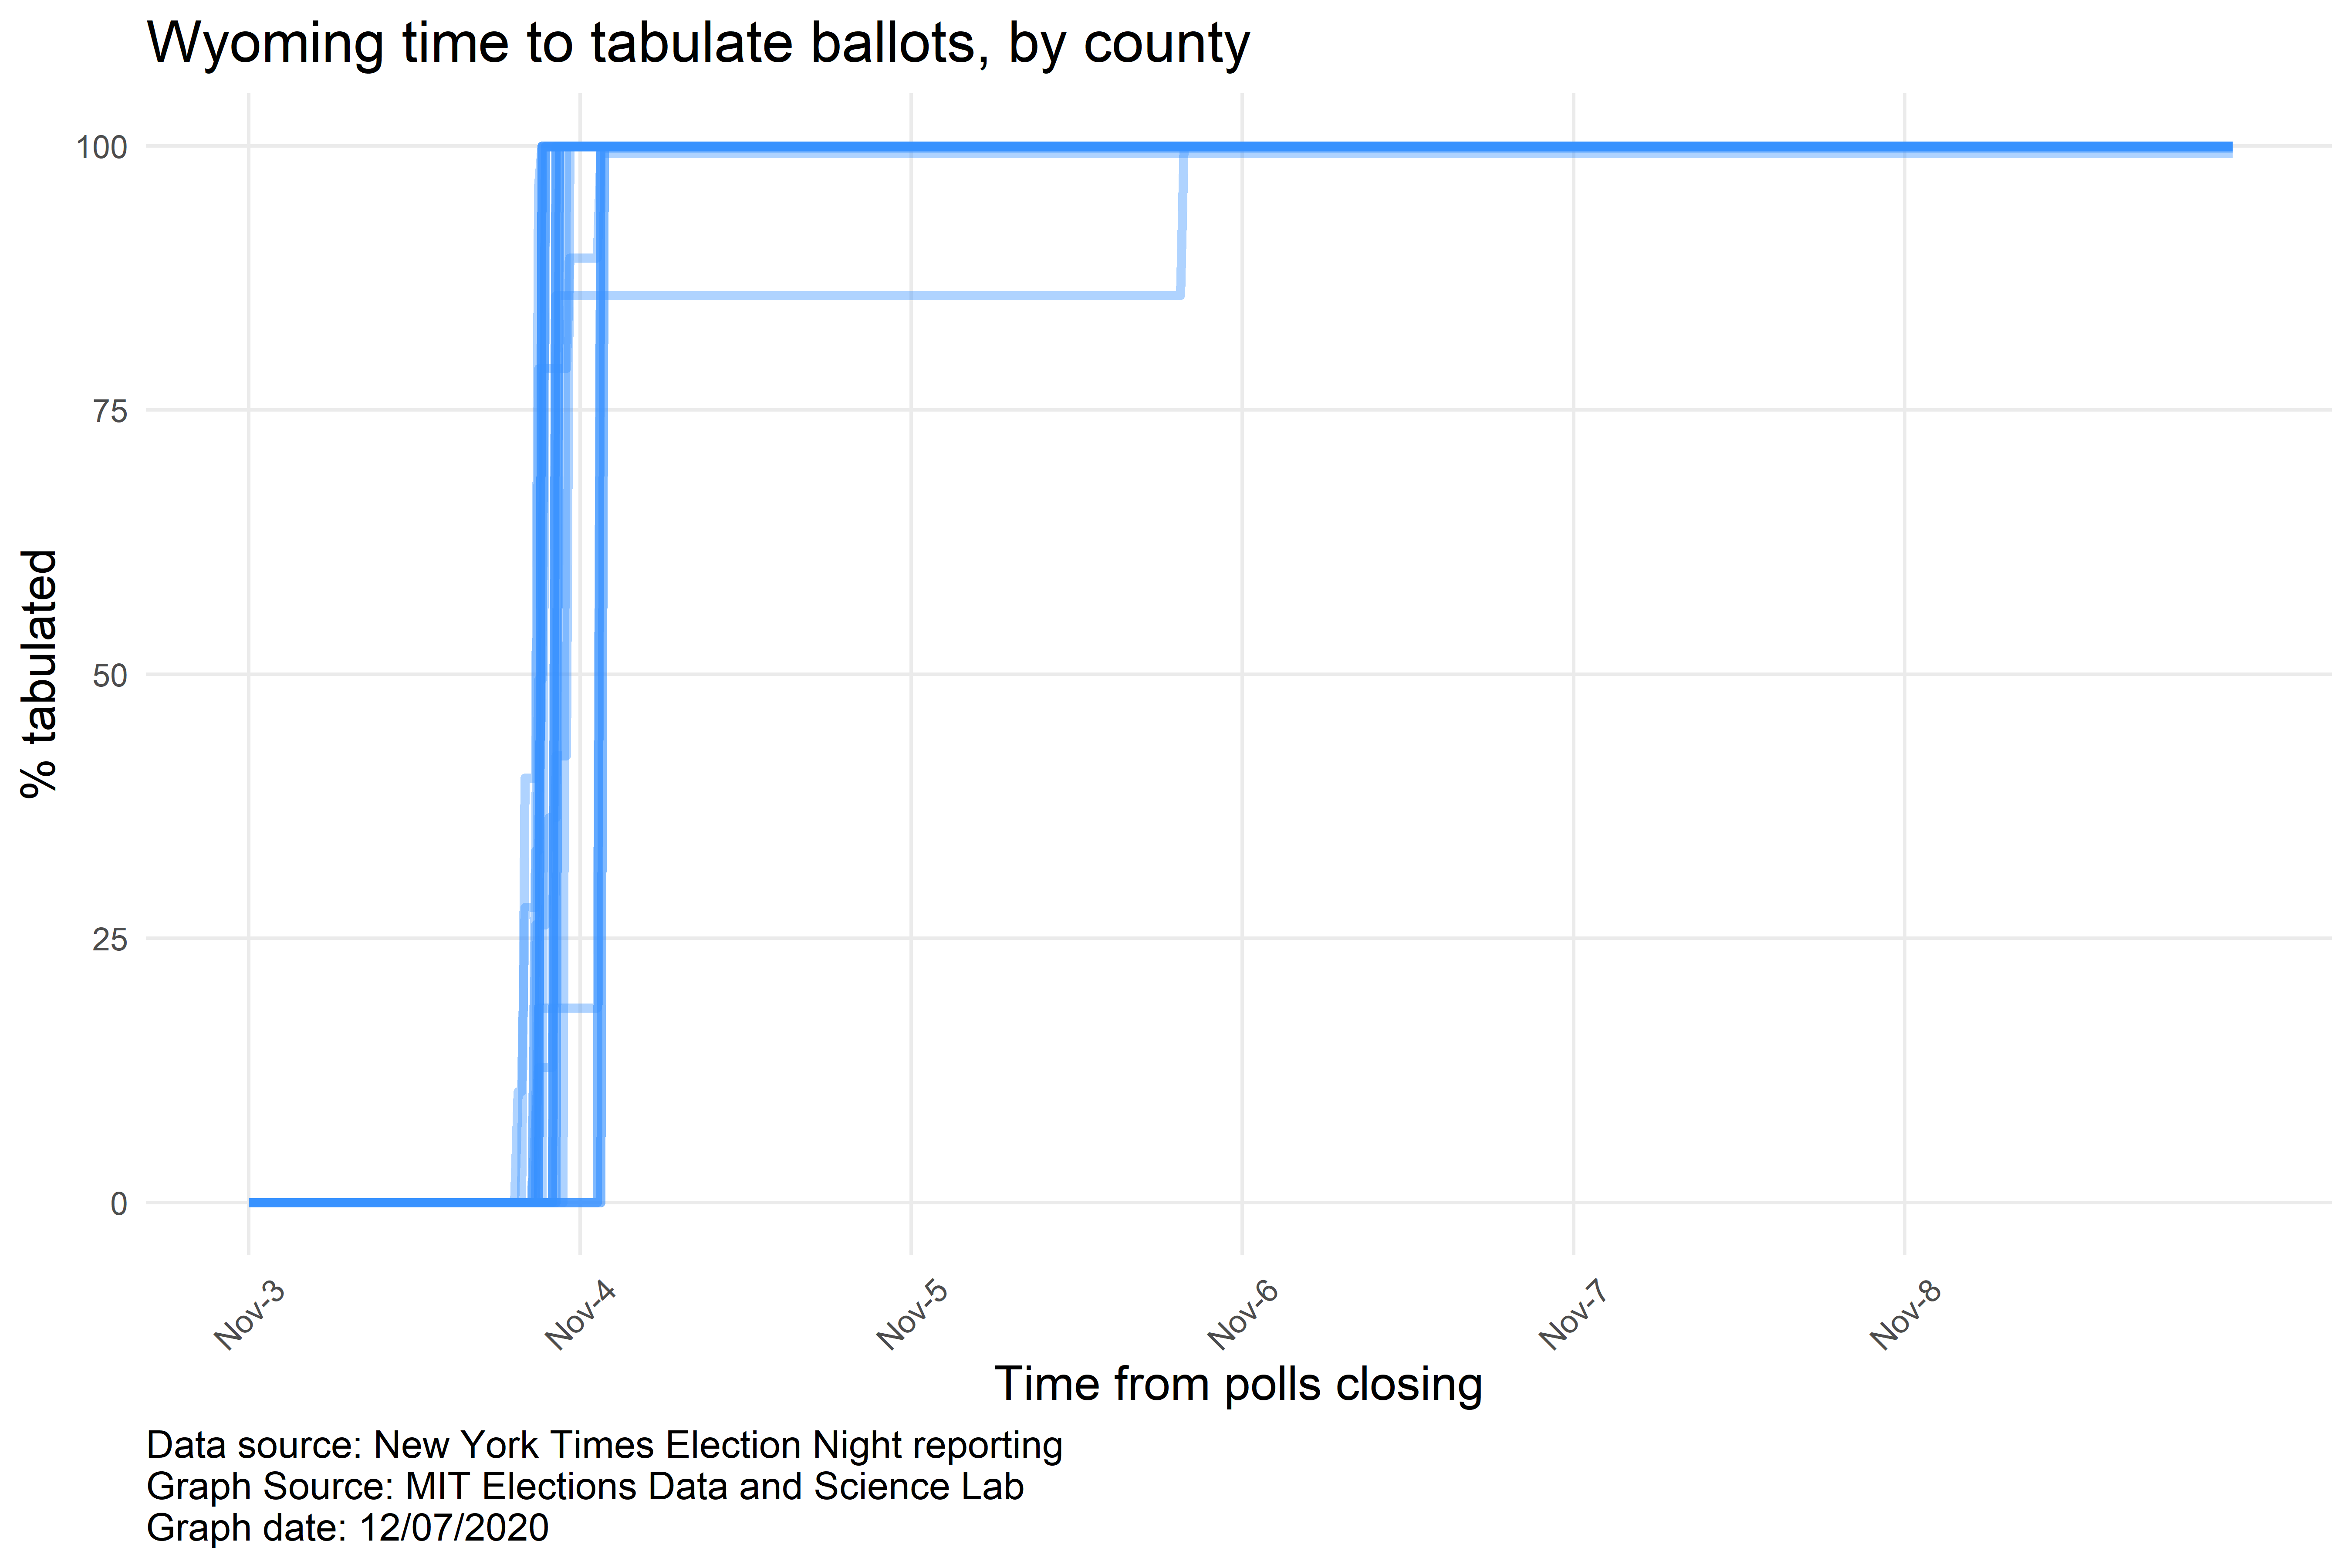 Wyoming time to tabulate ballots, by county
% tabulated
100
75
50
25
0
Nov-3
Nov-4
Nov-5
Nov-6
Nov-7
Nov-8
Time from polls closing
Data source: New York Times Election Night reporting
Graph Source: MIT Elections Data and Science Lab
Graph date: 12/07/2020